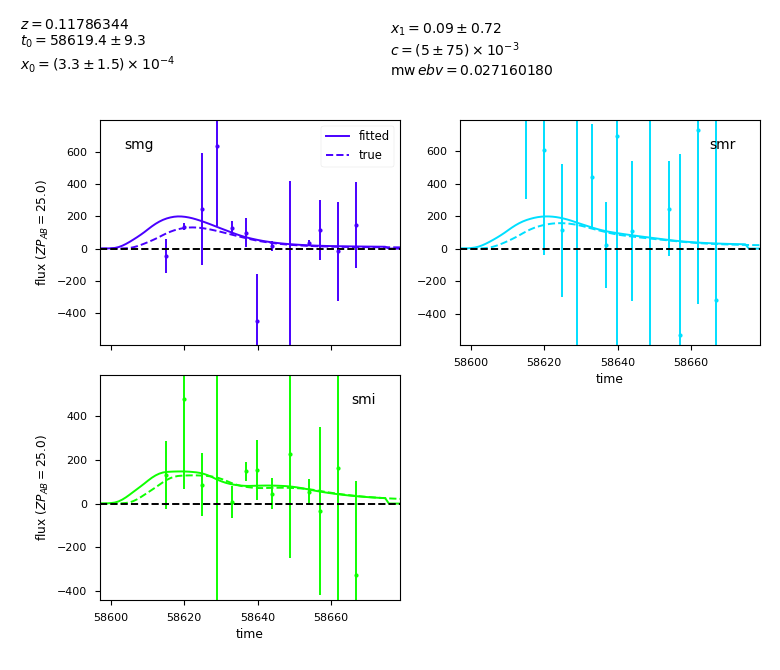 z = 0.11786344
t₀ = 58619.4 ± 9.3
x₀ = (3.3 ± 1.5) × 10⁻⁴
x₁ = 0.09 ± 0.72
c = (5 ± 75) × 10⁻³
mw ebv = 0.027160180
smg
fitted
true
600
400
200
0
−200
−400
flux (ZP_AB = 25.0)
smr
600
400
200
0
−200
−400
58600 58620 58640 58660
time
smi
400
200
0
−200
−400
flux (ZP_AB = 25.0)
58600 58620 58640 58660
time